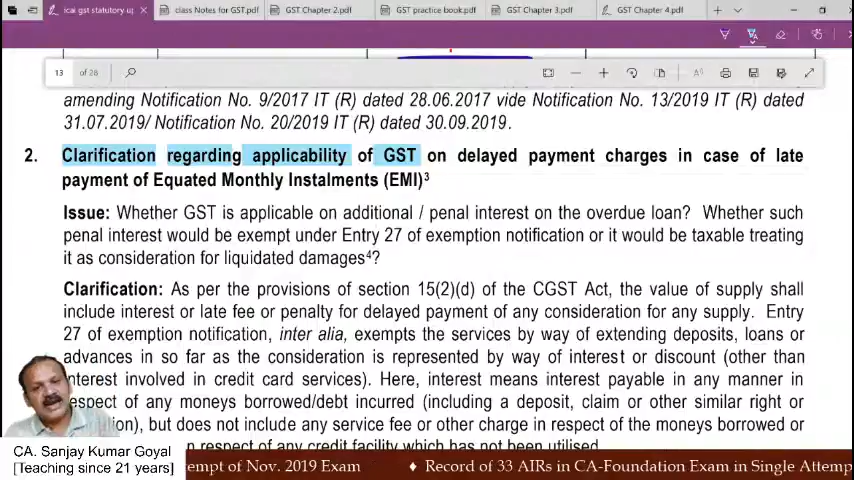 icai gst statutory u
class Notes for GST.pdf
GST Chapter 2.pdf
GST practice book.pdf
GST Chapter 3.pdf
GST Chapter 4.pdf
13 of 28
amending Notification No. 9/2017 IT (R) dated 28.06.2017 vide Notification No. 13/2019 IT (R) dated
31.07.2019/ Notification No. 20/2019 IT (R) dated 30.09.2019.
2. Clarification regarding applicability of GST on delayed payment charges in case of late
payment of Equated Monthly Instalments (EMI)3
Issue: Whether GST is applicable on additional / penal interest on the overdue loan? Whether such
penal interest would be exempt under Entry 27 of exemption notification or it would be taxable treating
it as consideration for liquidated damages4?
Clarification: As per the provisions of section 15(2)(d) of the CGST Act, the value of supply shall
include interest or late fee or penalty for delayed payment of any consideration for any supply. Entry
27 of exemption notification, inter alia, exempts the services by way of extending deposits, loans or
advances in so far as the consideration is represented by way of interest or discount (other than
interest involved in credit card services). Here, interest means interest payable in any manner in
espect of any moneys borrowed/debt incurred (including a deposit, claim or other similar right or
ion), but does not include any service fee or other charge in respect of the moneys borrowed or
n respect of any credit facility which has not been utilised.
CA. Sanjay Kumar Goyal
[Teaching since 21 years]
tempt of Nov. 2019 Exam ♦ Record of 33 AIRs in CA-Foundation Exam in Single Attemp